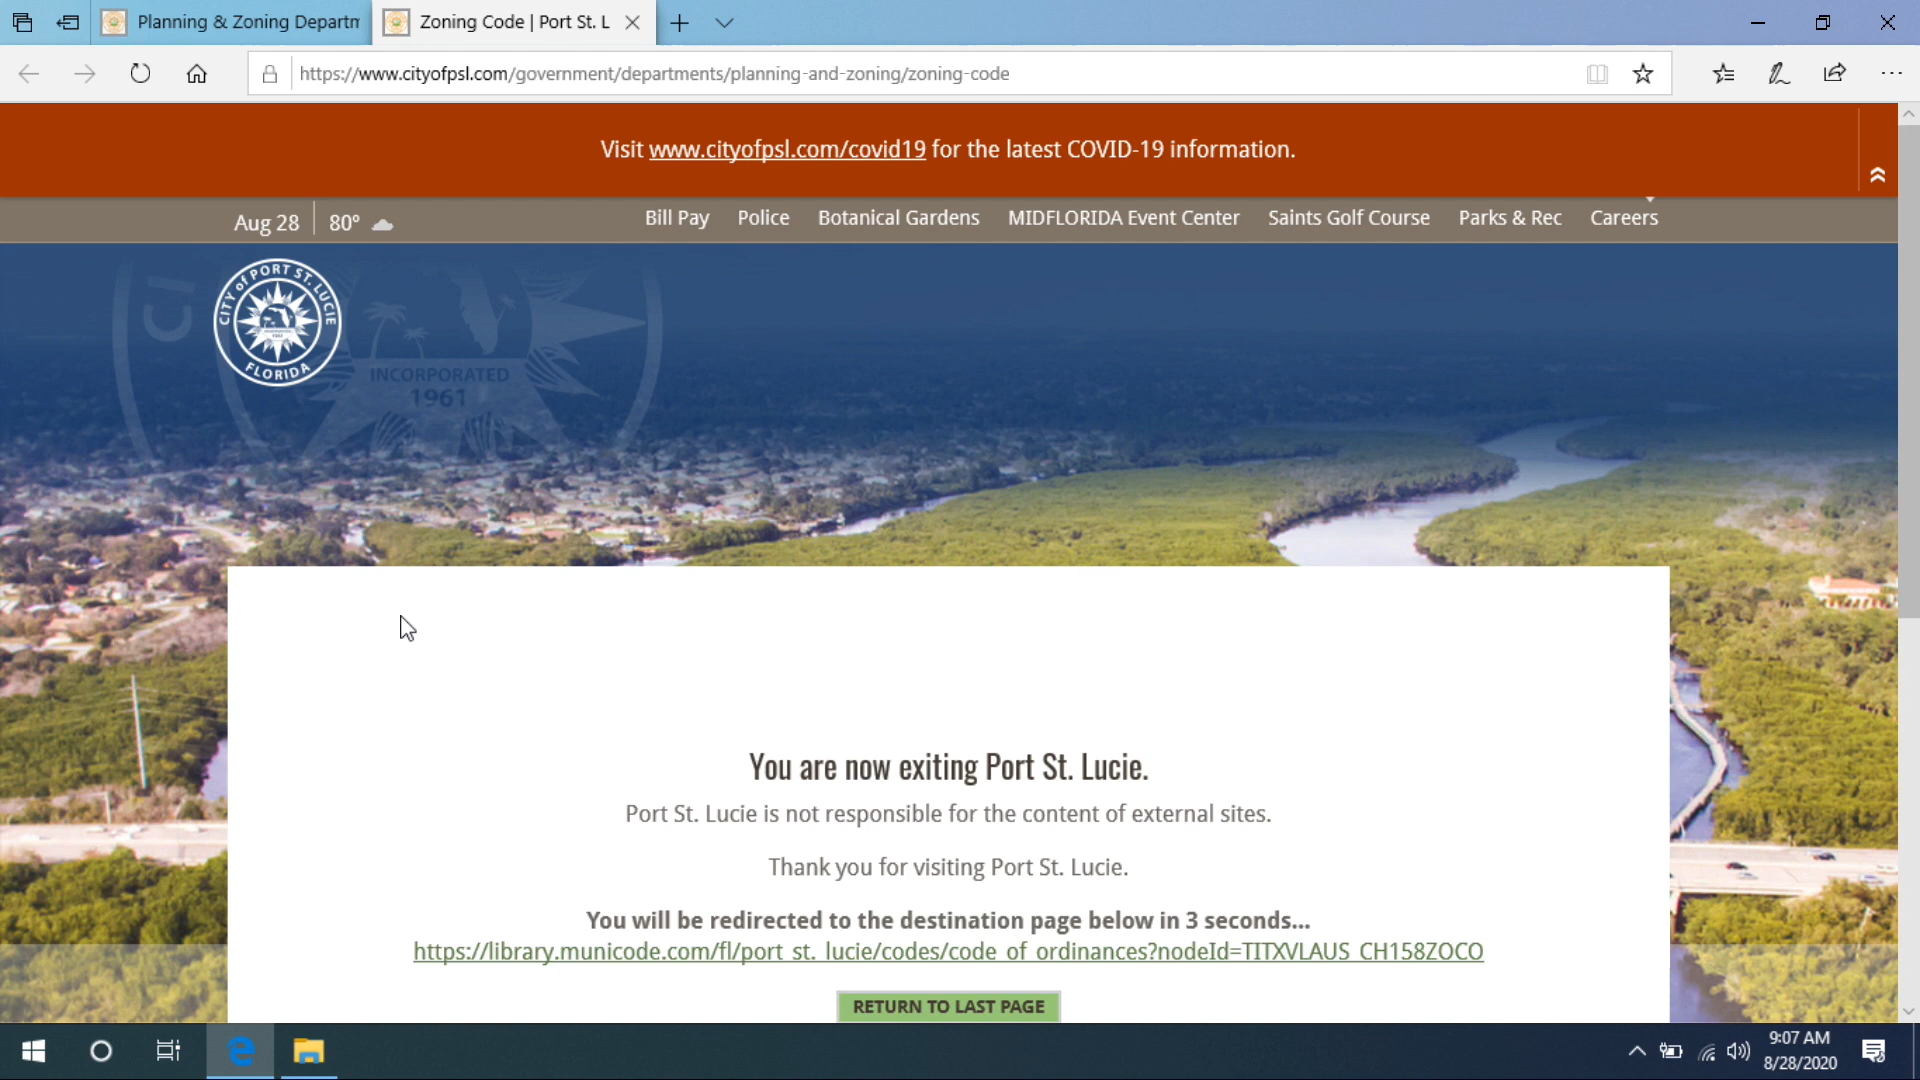 Planning & Zoning Departm
Zoning Code | Port St. L
https://www.cityofpsl.com/government/departments/planning-and-zoning/zoning-code
Visit www.cityofpsl.com/covid19 for the latest COVID-19 information.
Aug 28
80°
Bill Pay
Police
Botanical Gardens
MIDFLORIDA Event Center
Saints Golf Course
Parks & Rec
Careers
CITY of PORT ST. LUCIE
FLORIDA
CI
INCORPORATED
1961
You are now exiting Port St. Lucie.
Port St. Lucie is not responsible for the content of external sites.
Thank you for visiting Port St. Lucie.
You will be redirected to the destination page below in 3 seconds...
https://library.municode.com/fl/port_st._lucie/codes/code_of_ordinances?nodeId=TITXVLAUS_CH158ZOCO
RETURN TO LAST PAGE
9:07 AM
8/28/2020